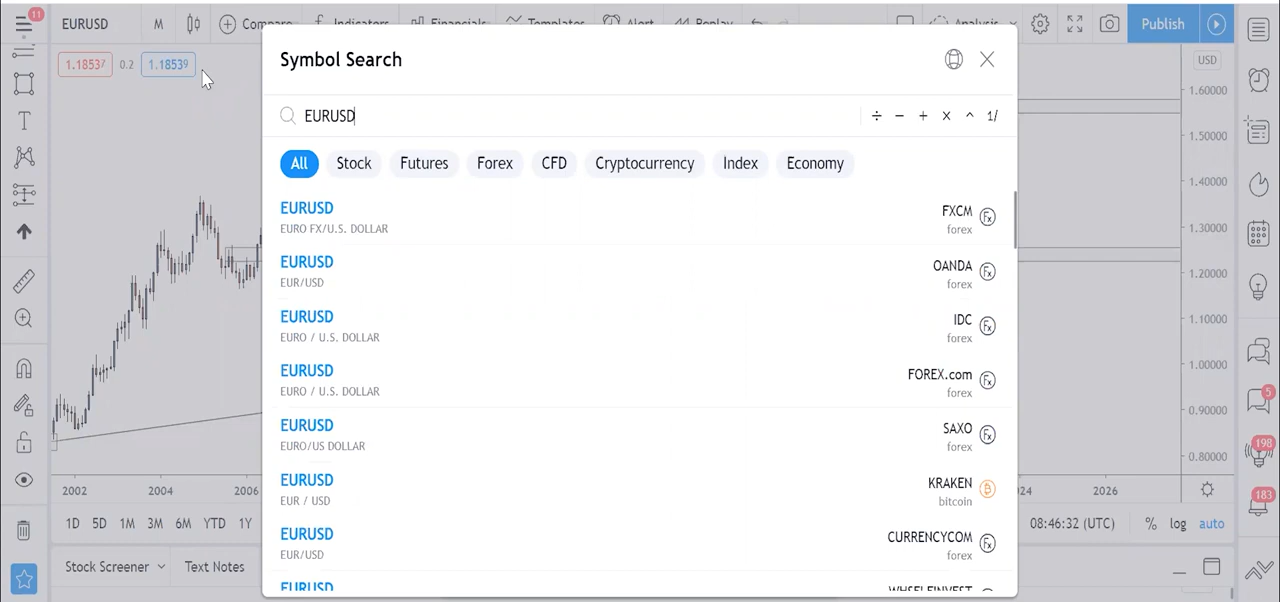 11
EURUSD M Compare Indicators Financials Templates Alert Replay Analysis Publish
Symbol Search
1.18537 0.2 1.18539
USD
EURUSD
÷ − + × ^ 1/
All Stock Futures Forex CFD Cryptocurrency Index Economy
EURUSD FXCM
EURO FX/U.S. DOLLAR forex
EURUSD OANDA
EUR/USD forex
EURUSD IDC
EURO / U.S. DOLLAR forex
EURUSD FOREX.com
EURO / U.S. DOLLAR forex
EURUSD SAXO
EURO/US DOLLAR forex
EURUSD KRAKEN
EUR / USD bitcoin
EURUSD CURRENCYCOM
EUR/USD forex
EURUSD WHSELFINVEST
1.60000
1.50000
1.40000
1.30000
1.20000
1.10000
1.00000
0.90000
0.80000
2002 2004 2006 24 2026
1D 5D 1M 3M 6M YTD 1Y 08:46:32 (UTC) % log auto
Stock Screener Text Notes
5
198
183